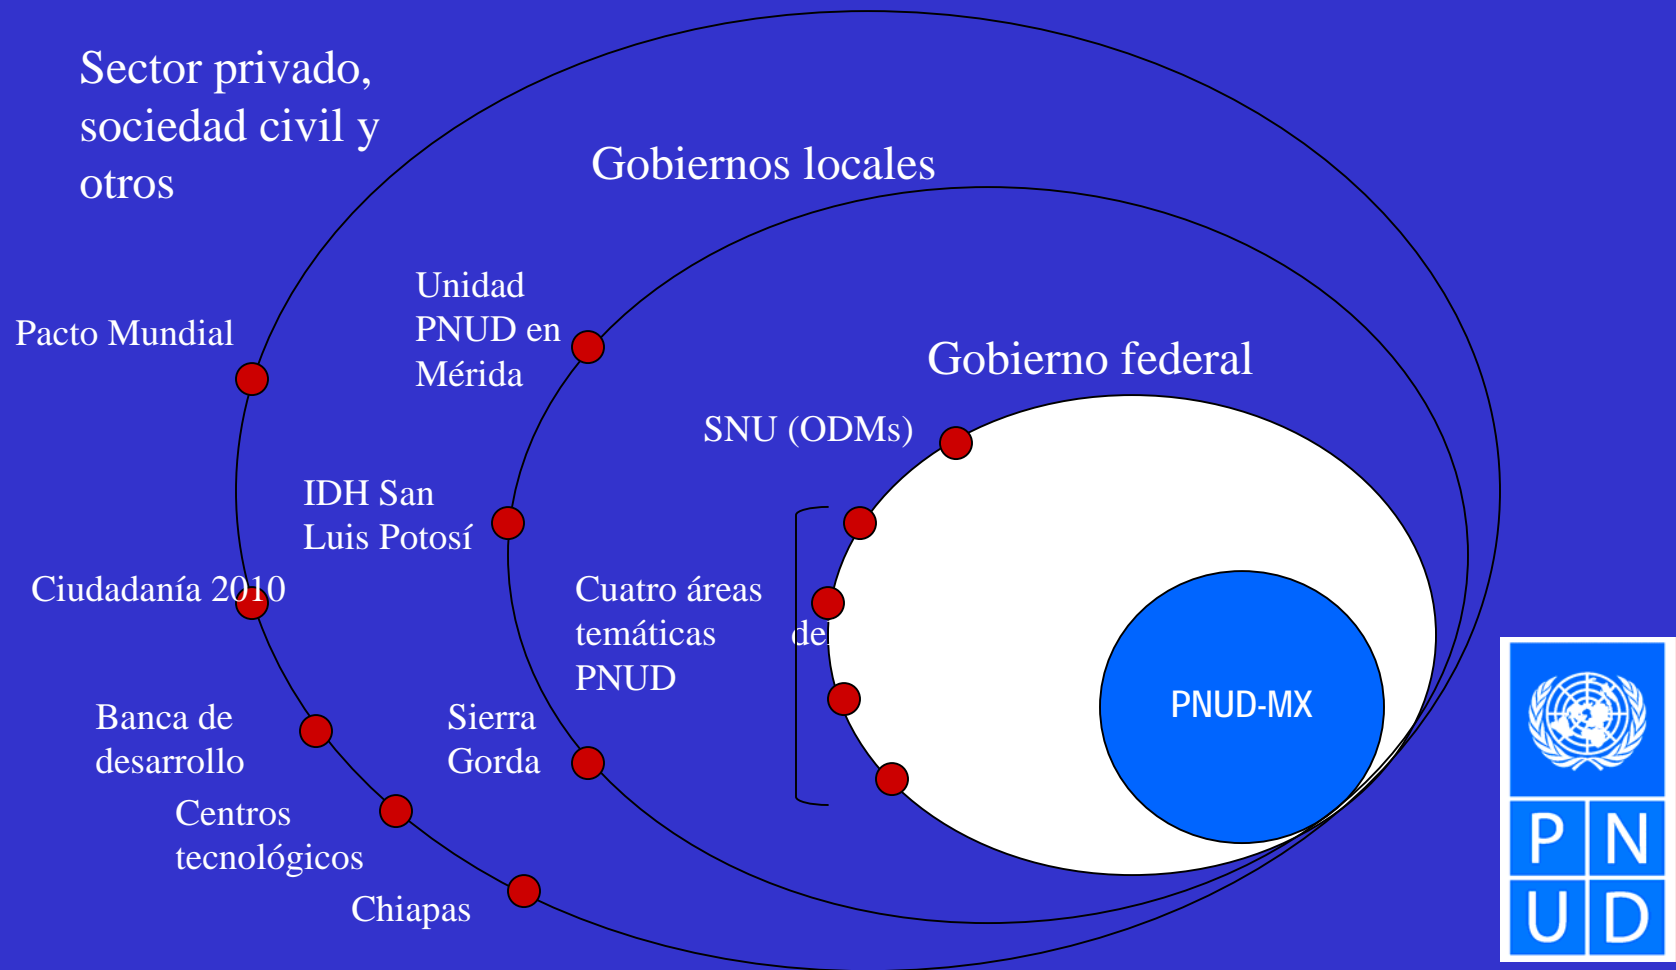 Sector privado,
sociedad civil y
otros
Gobiernos locales
Unidad
PNUD en
Mérida
Pacto Mundial
Gobierno federal
SNU (ODMs)
IDH San
Luis Potosí
Ciudadanía 2010
Cuatro áreas
temáticas de
PNUD
PNUD-MX
Banca de
desarrollo
Sierra
Gorda
Centros
tecnológicos
Chiapas
P N
U D